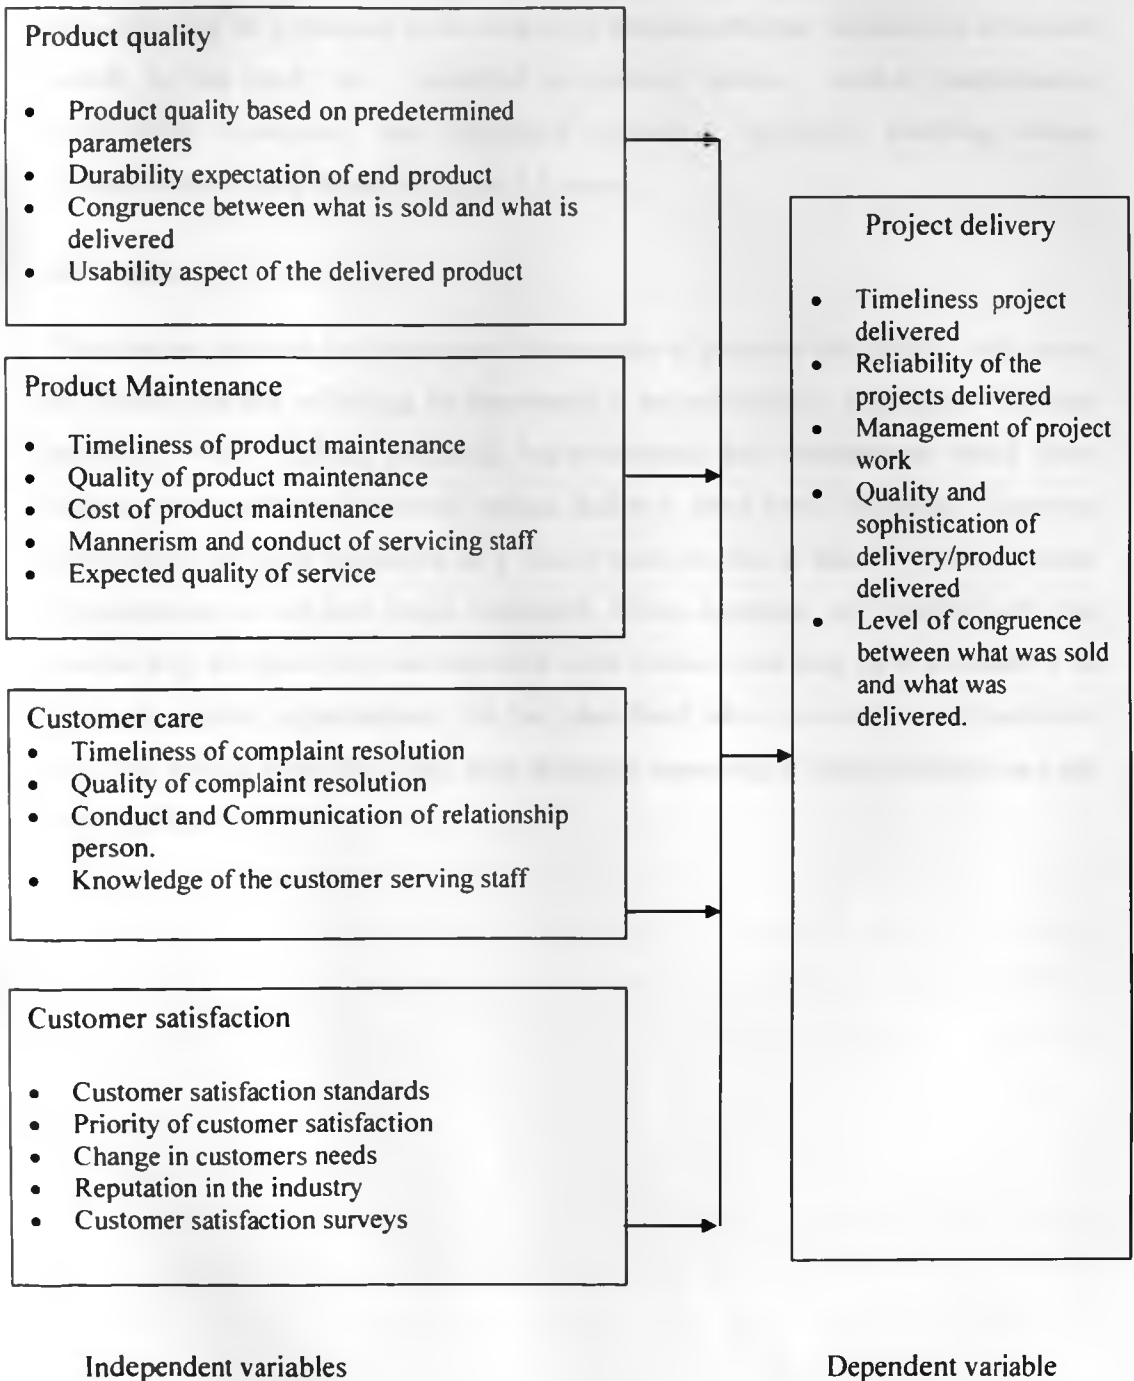 Product quality
• Product quality based on predetermined
parameters
• Durability expectation of end product
• Congruence between what is sold and what is
delivered
• Usability aspect of the delivered product
Product Maintenance
• Timeliness of product maintenance
• Quality of product maintenance
• Cost of product maintenance
• Mannerism and conduct of servicing staff
• Expected quality of service
Customer care
• Timeliness of complaint resolution
• Quality of complaint resolution
• Conduct and Communication of relationship
person.
• Knowledge of the customer serving staff
Customer satisfaction
• Customer satisfaction standards
• Priority of customer satisfaction
• Change in customers needs
• Reputation in the industry
• Customer satisfaction surveys
Independent variables
Project delivery
• Timeliness project
delivered
• Reliability of the
projects delivered
• Management of project
work
• Quality and
sophistication of
delivery/product
delivered
• Level of congruence
between what was sold
and what was
delivered.
Dependent variable